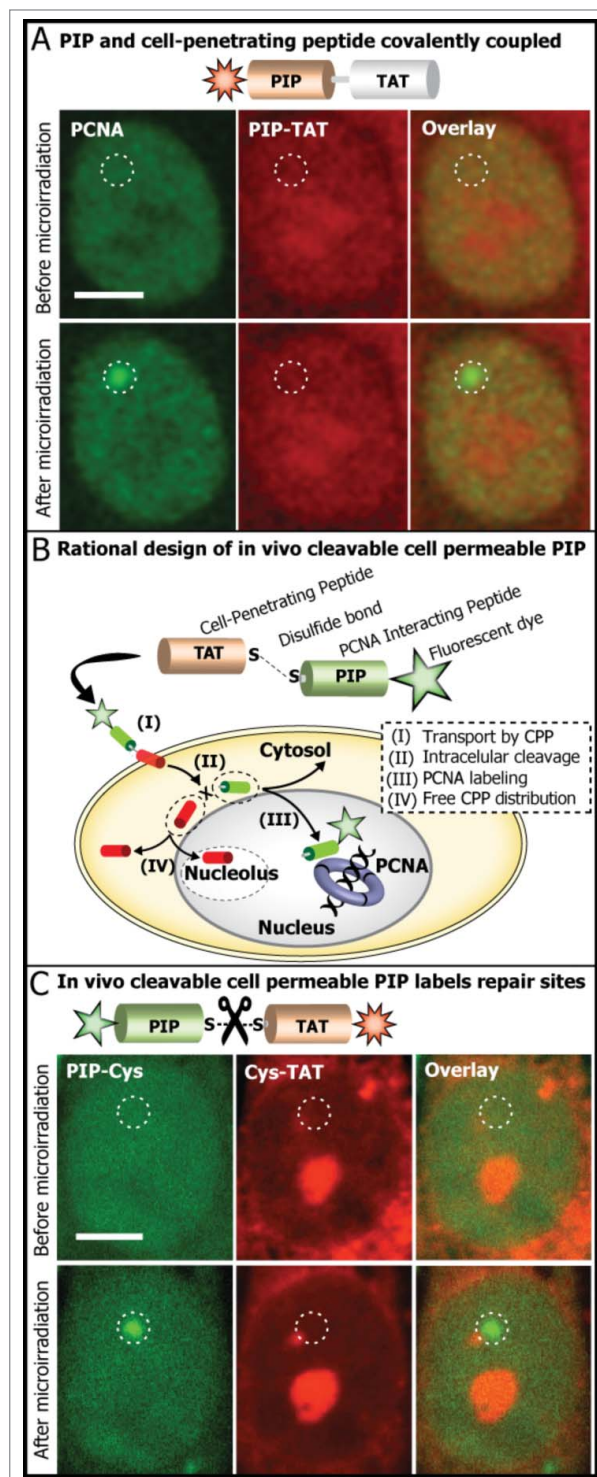 A PIP and cell-penetrating peptide covalently coupled
PIP TAT
PCNA PIP-TAT Overlay
Before microirradiation
After microirradiation
B Rational design of in vivo cleavable cell permeable PIP
Cell-Penetrating Peptide
Disulfide bond
PCNA Interacting Peptide
Fluorescent dye
TAT S
S PIP
(I)
(II)
Cytosol
(I) Transport by CPP
(II) Intracelular cleavage
(III) PCNA labeling
(IV) Free CPP distribution
(III)
(IV)
Nucleolus
PCNA
Nucleus
C In vivo cleavable cell permeable PIP labels repair sites
PIP S S TAT
PIP-Cys Cys-TAT Overlay
Before microirradiation
After microirradiation